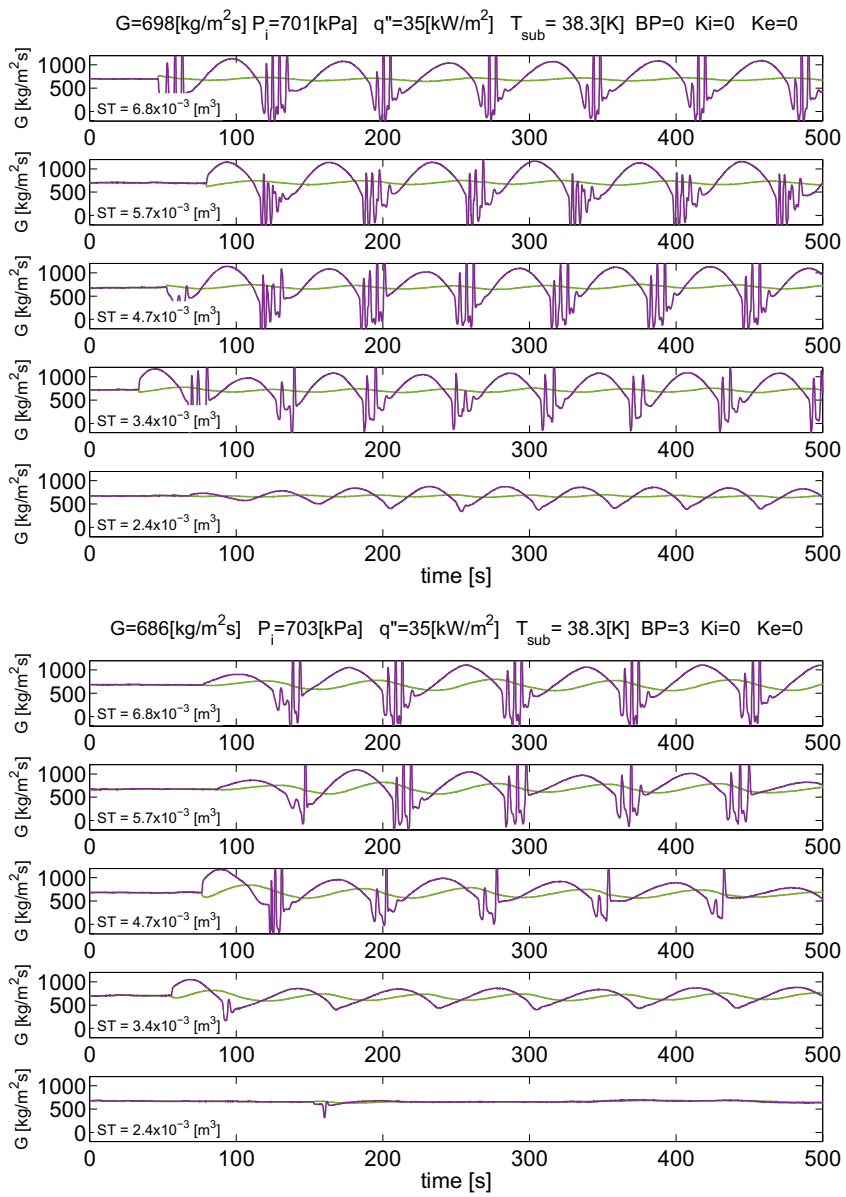 G=698[kg/m²s] P_i=701[kPa] q"=35[kW/m²] T_sub= 38.3[K] BP=0 Ki=0 Ke=0
G [kg/m²s]
1000
500
0
ST = 6.8x10⁻³ [m³]
0 100 200 300 400 500
G [kg/m²s]
1000
500
0
ST = 5.7x10⁻³ [m³]
0 100 200 300 400 500
G [kg/m²s]
1000
500
0
ST = 4.7x10⁻³ [m³]
0 100 200 300 400 500
G [kg/m²s]
1000
500
0
ST = 3.4x10⁻³ [m³]
0 100 200 300 400 500
G [kg/m²s]
1000
500
0
ST = 2.4x10⁻³ [m³]
0 100 200 300 400 500
time [s]
G=686[kg/m²s] P_i=703[kPa] q"=35[kW/m²] T_sub= 38.3[K] BP=3 Ki=0 Ke=0
G [kg/m²s]
1000
500
0
ST = 6.8x10⁻³ [m³]
0 100 200 300 400 500
G [kg/m²s]
1000
500
0
ST = 5.7x10⁻³ [m³]
0 100 200 300 400 500
G [kg/m²s]
1000
500
0
ST = 4.7x10⁻³ [m³]
0 100 200 300 400 500
G [kg/m²s]
1000
500
0
ST = 3.4x10⁻³ [m³]
0 100 200 300 400 500
G [kg/m²s]
1000
500
0
ST = 2.4x10⁻³ [m³]
0 100 200 300 400 500
time [s]